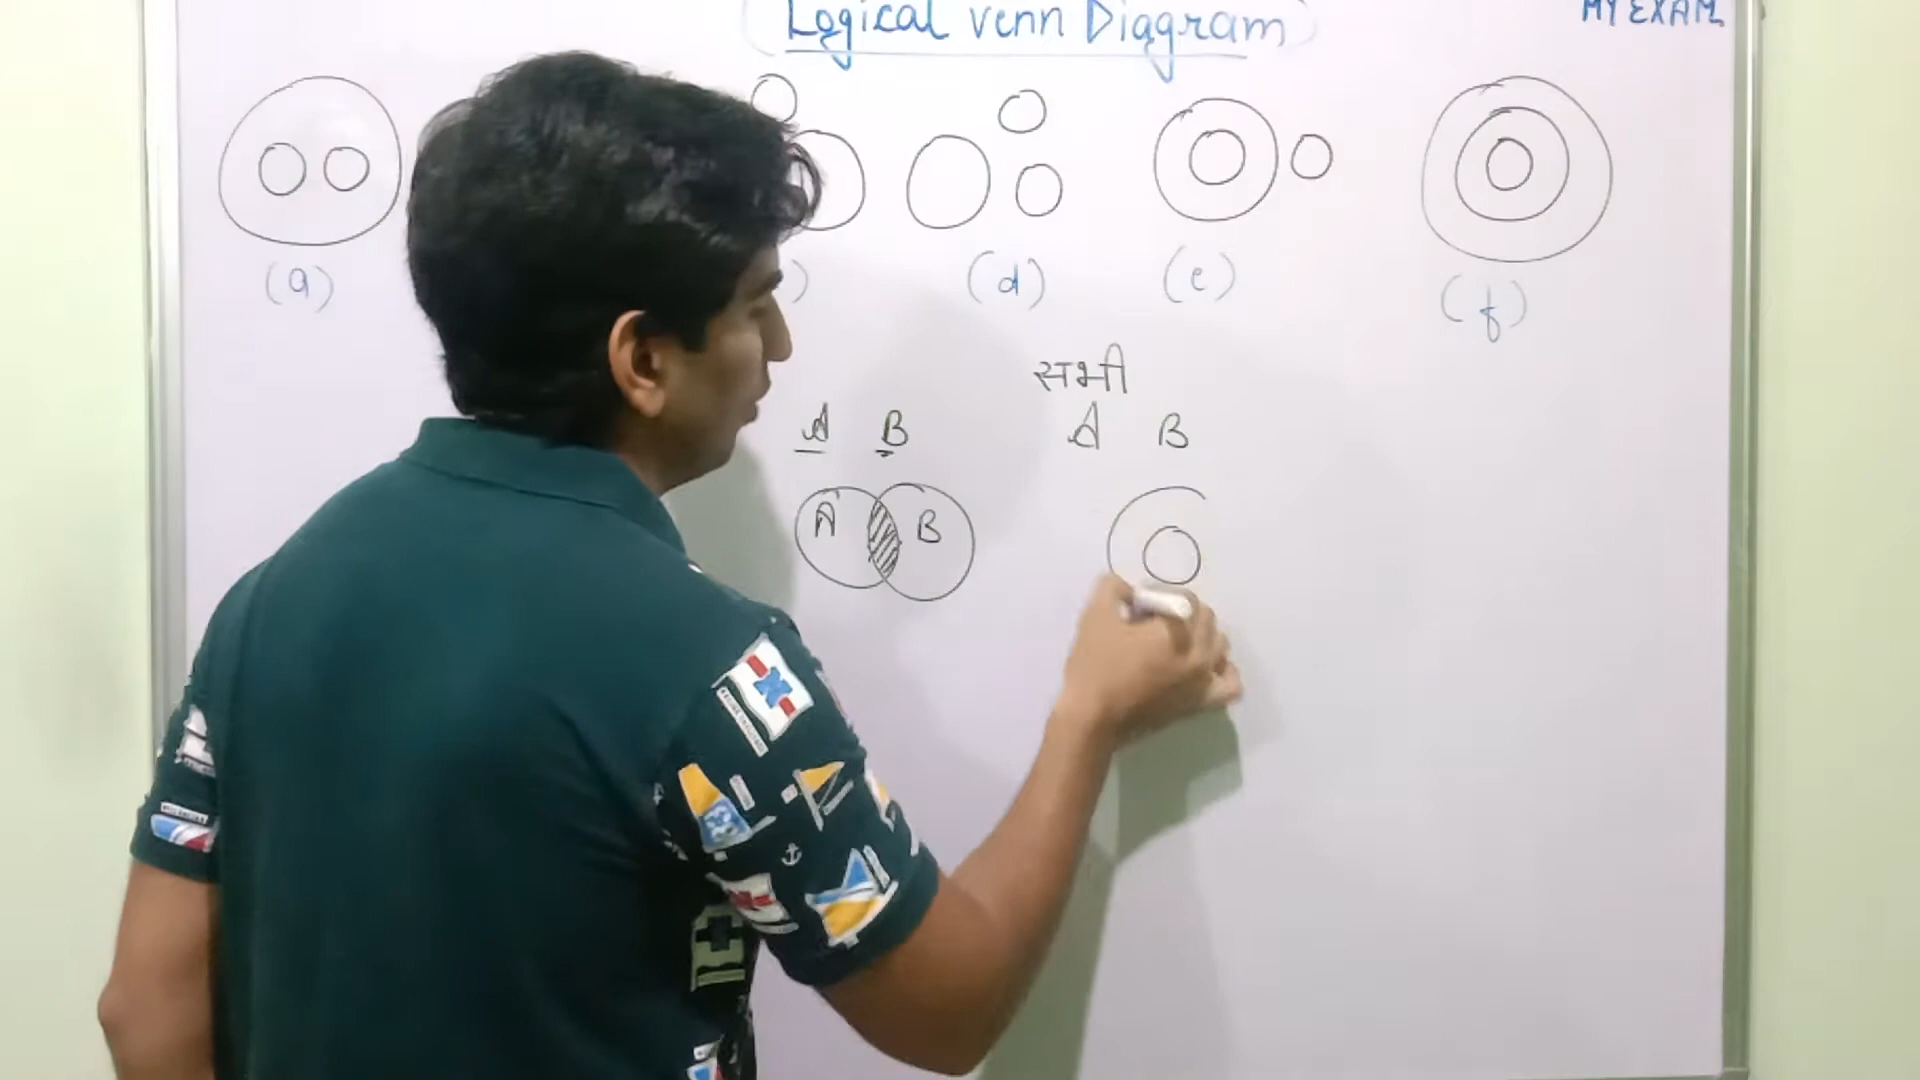 Logical Venn Diagram
MY EXAM
(a)
)
(d)
(e)
(f)
सभी
A B
A B
A B